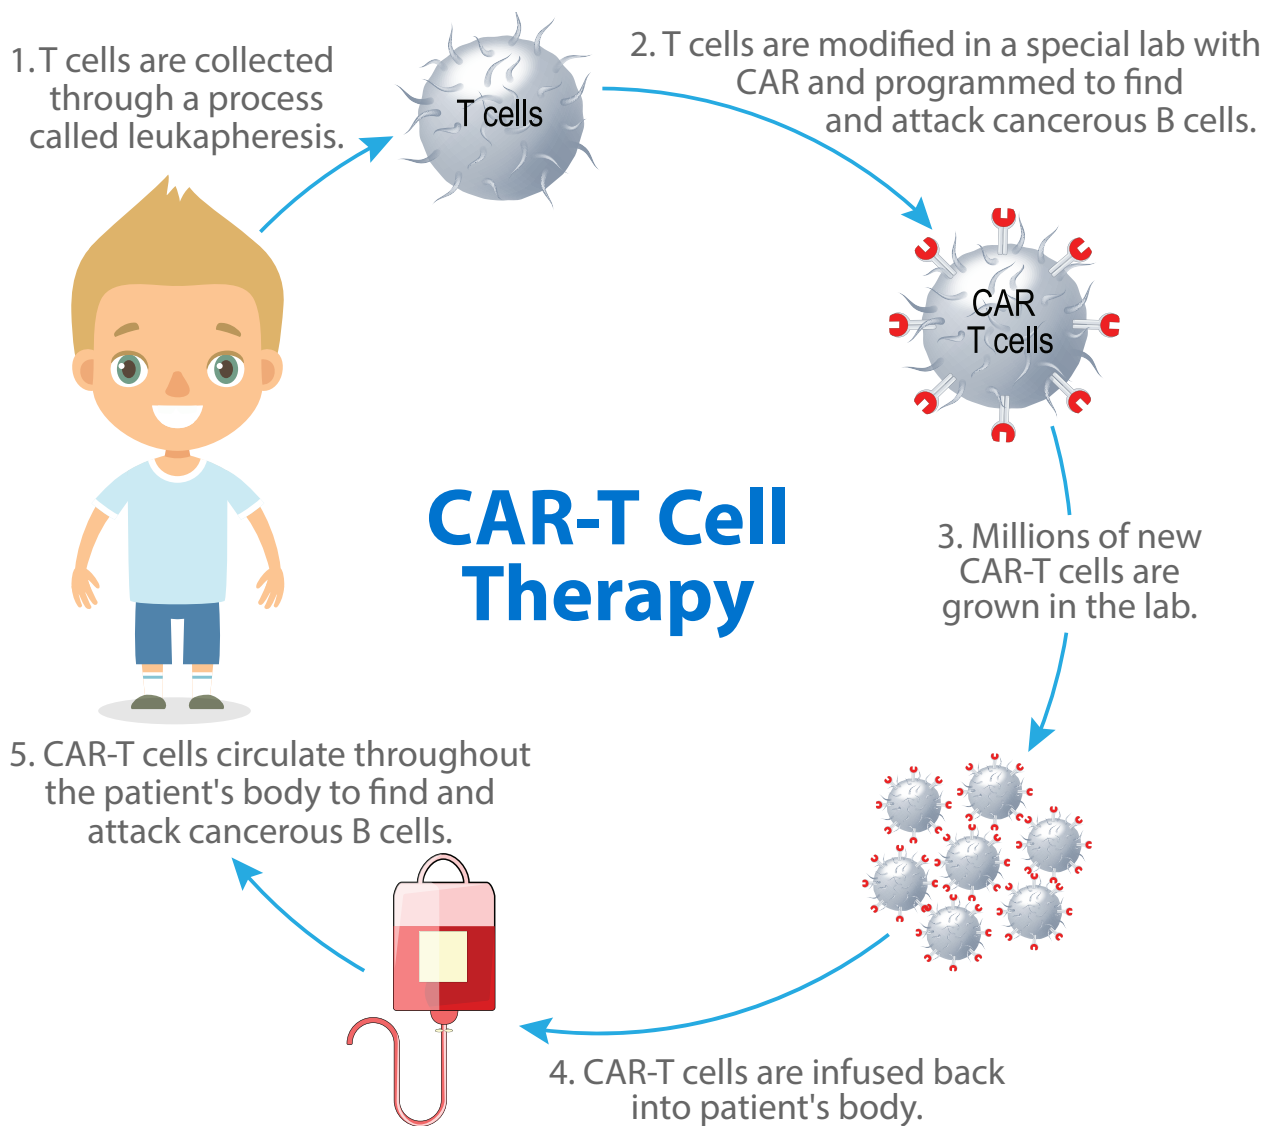 1. T cells are collected
through a process
called leukapheresis.
T cells
2. T cells are modified in a special lab with
CAR and programmed to find
and attack cancerous B cells.
CAR
T cells
CAR-T Cell
Therapy
3. Millions of new
CAR-T cells are
grown in the lab.
4. CAR-T cells are infused back
into patient's body.
5. CAR-T cells circulate throughout
the patient's body to find and
attack cancerous B cells.